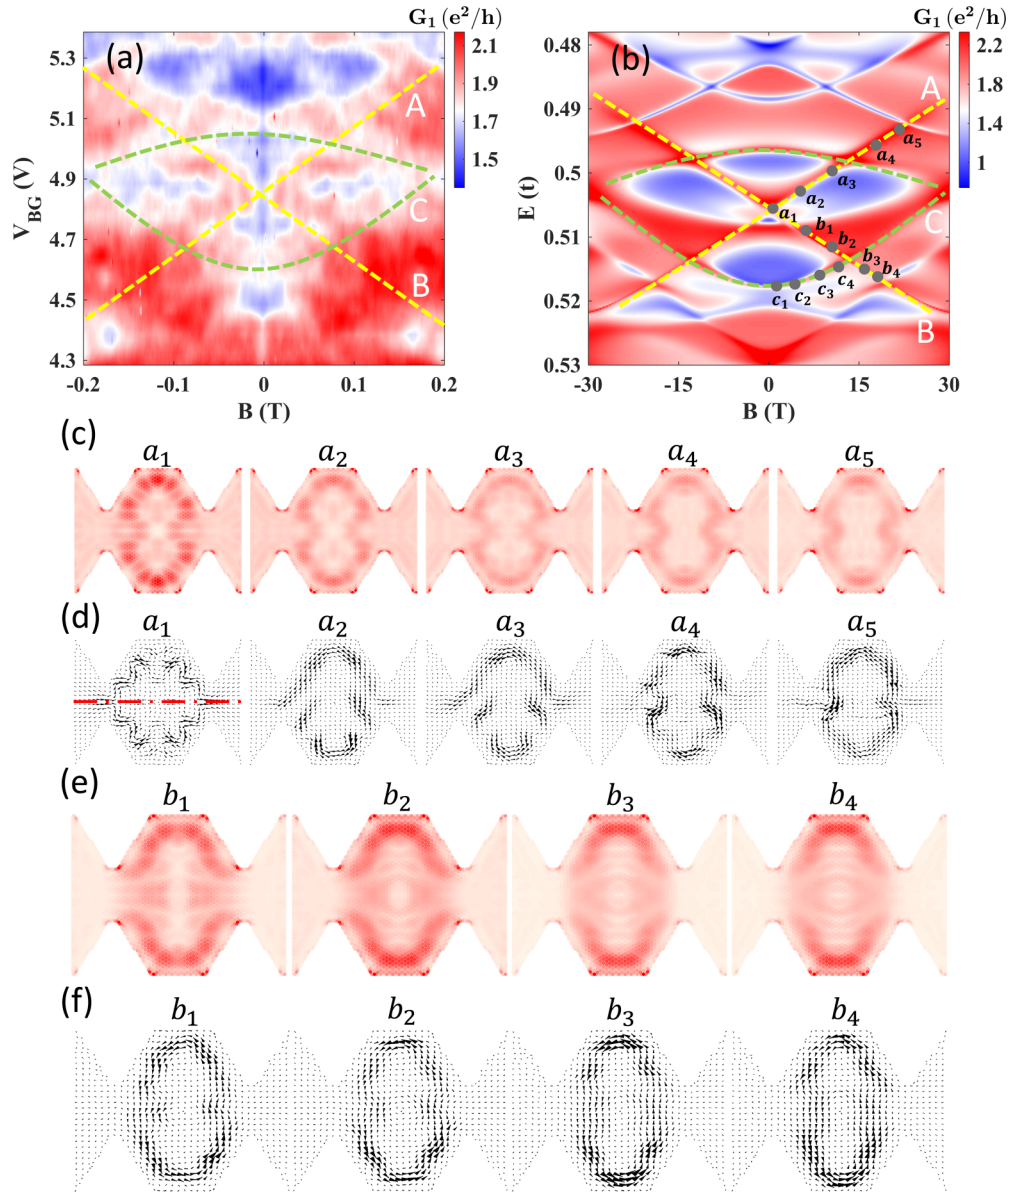 G₁ (e²/h)
G₁ (e²/h)
(a)
A
C
B
5.3
5.1
4.9
4.7
4.5
4.3
V_BG (V)
-0.2
-0.1
0
0.1
0.2
B (T)
2.1
1.9
1.7
1.5
(b)
A
C
B
a₁
a₂
a₃
a₄
a₅
b₁
b₂
b₃
b₄
c₁
c₂
c₃
c₄
0.48
0.49
0.5
0.51
0.52
0.53
E (t)
-30
-15
0
15
30
B (T)
2.2
1.8
1.4
1
(c)
a₁ a₂ a₃ a₄ a₅
(d)
a₁ a₂ a₃ a₄ a₅
(e)
b₁ b₂ b₃ b₄
(f)
b₁ b₂ b₃ b₄